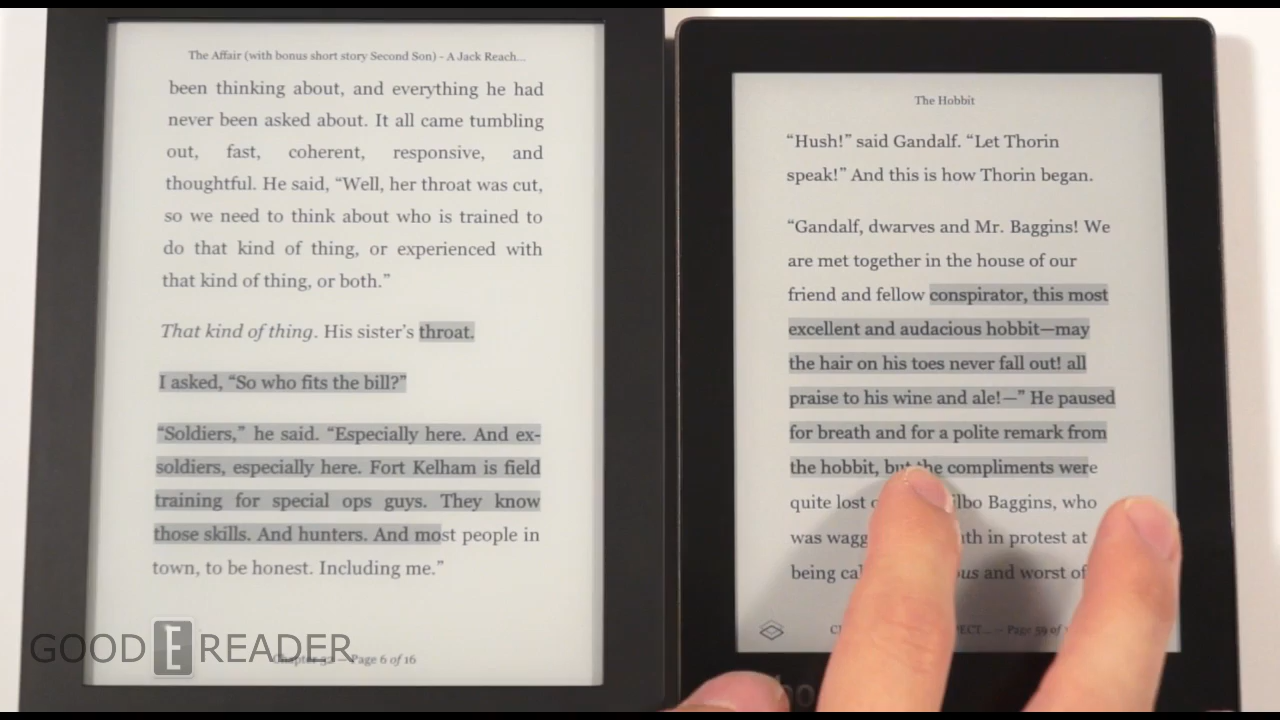 The Affair (with bonus short story Second Son) - A Jack Reach...
been thinking about, and everything he had
never been asked about. It all came tumbling
out, fast, coherent, responsive, and
thoughtful. He said, “Well, her throat was cut,
so we need to think about who is trained to
do that kind of thing, or experienced with
that kind of thing, or both.”
That kind of thing. His sister’s throat.
I asked, “So who fits the bill?”
“Soldiers,” he said. “Especially here. And ex-
soldiers, especially here. Fort Kelham is field
training for special ops guys. They know
those skills. And hunters. And most people in
town, to be honest. Including me.”
Chapter 32 — Page 6 of 16
GOOD E READER
The Hobbit
“Hush!” said Gandalf. “Let Thorin
speak!” And this is how Thorin began.
“Gandalf, dwarves and Mr. Baggins! We
are met together in the house of our
friend and fellow conspirator, this most
excellent and audacious hobbit—may
the hair on his toes never fall out! all
praise to his wine and ale!—” He paused
for breath and for a polite remark from
the hobbit, but the compliments were
quite lost Baggins, who
was in protest at
being and worst of
Page 59 of